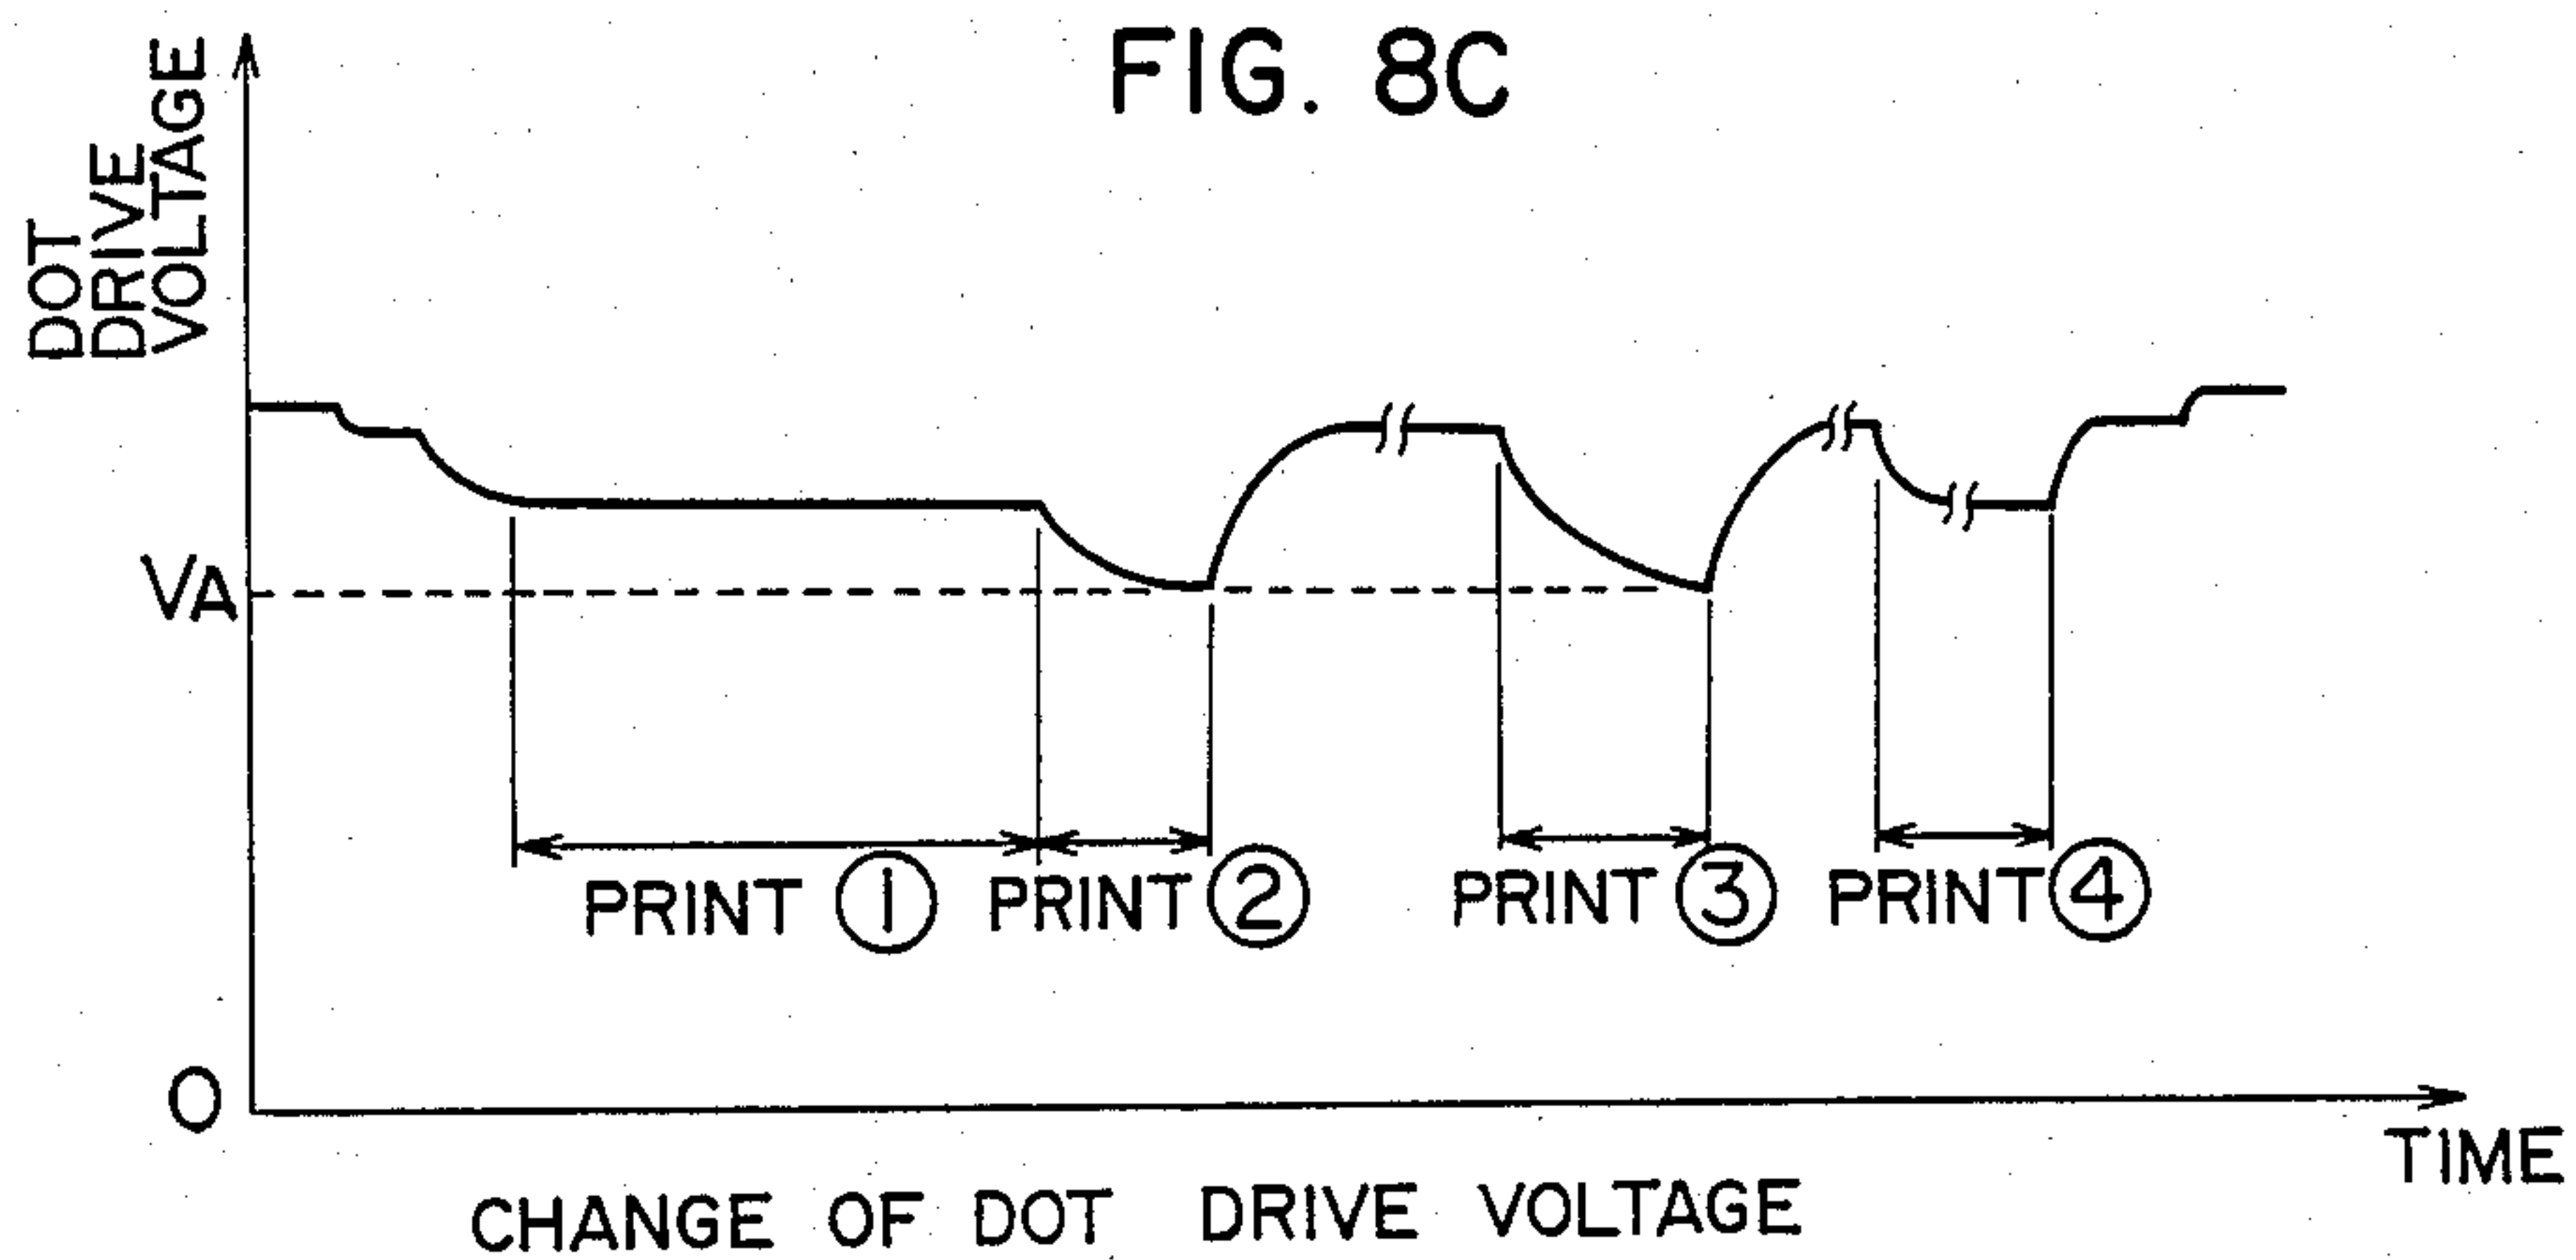 FIG. 8C
DOT
DRIVE
VOLTAGE
VA
PRINT ①
PRINT ②
PRINT ③
PRINT ④
O
TIME
CHANGE OF DOT DRIVE VOLTAGE